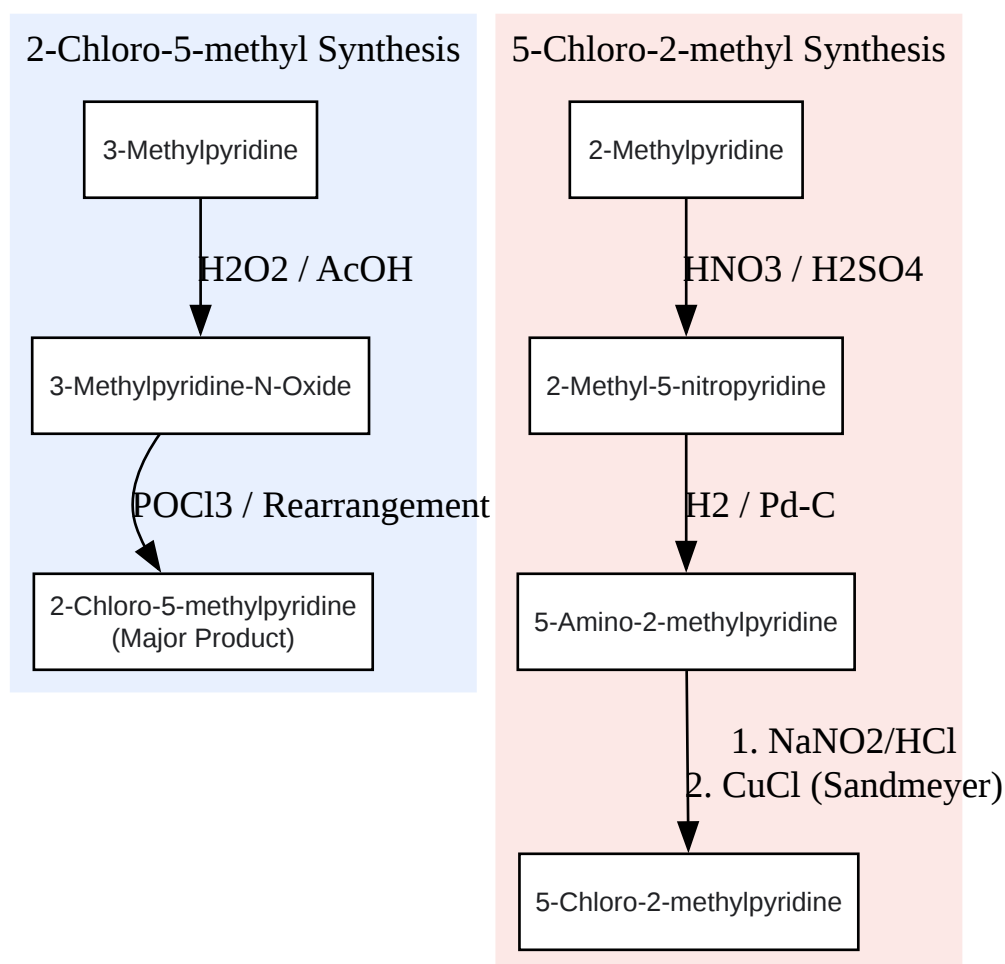 2-Chloro-5-methyl Synthesis
3-Methylpyridine
H2O2 / AcOH
3-Methylpyridine-N-Oxide
POCl3 / Rearrangement
2-Chloro-5-methylpyridine
(Major Product)
5-Chloro-2-methyl Synthesis
2-Methylpyridine
HNO3 / H2SO4
2-Methyl-5-nitropyridine
H2 / Pd-C
5-Amino-2-methylpyridine
1. NaNO2/HCl
2. CuCl (Sandmeyer)
5-Chloro-2-methylpyridine